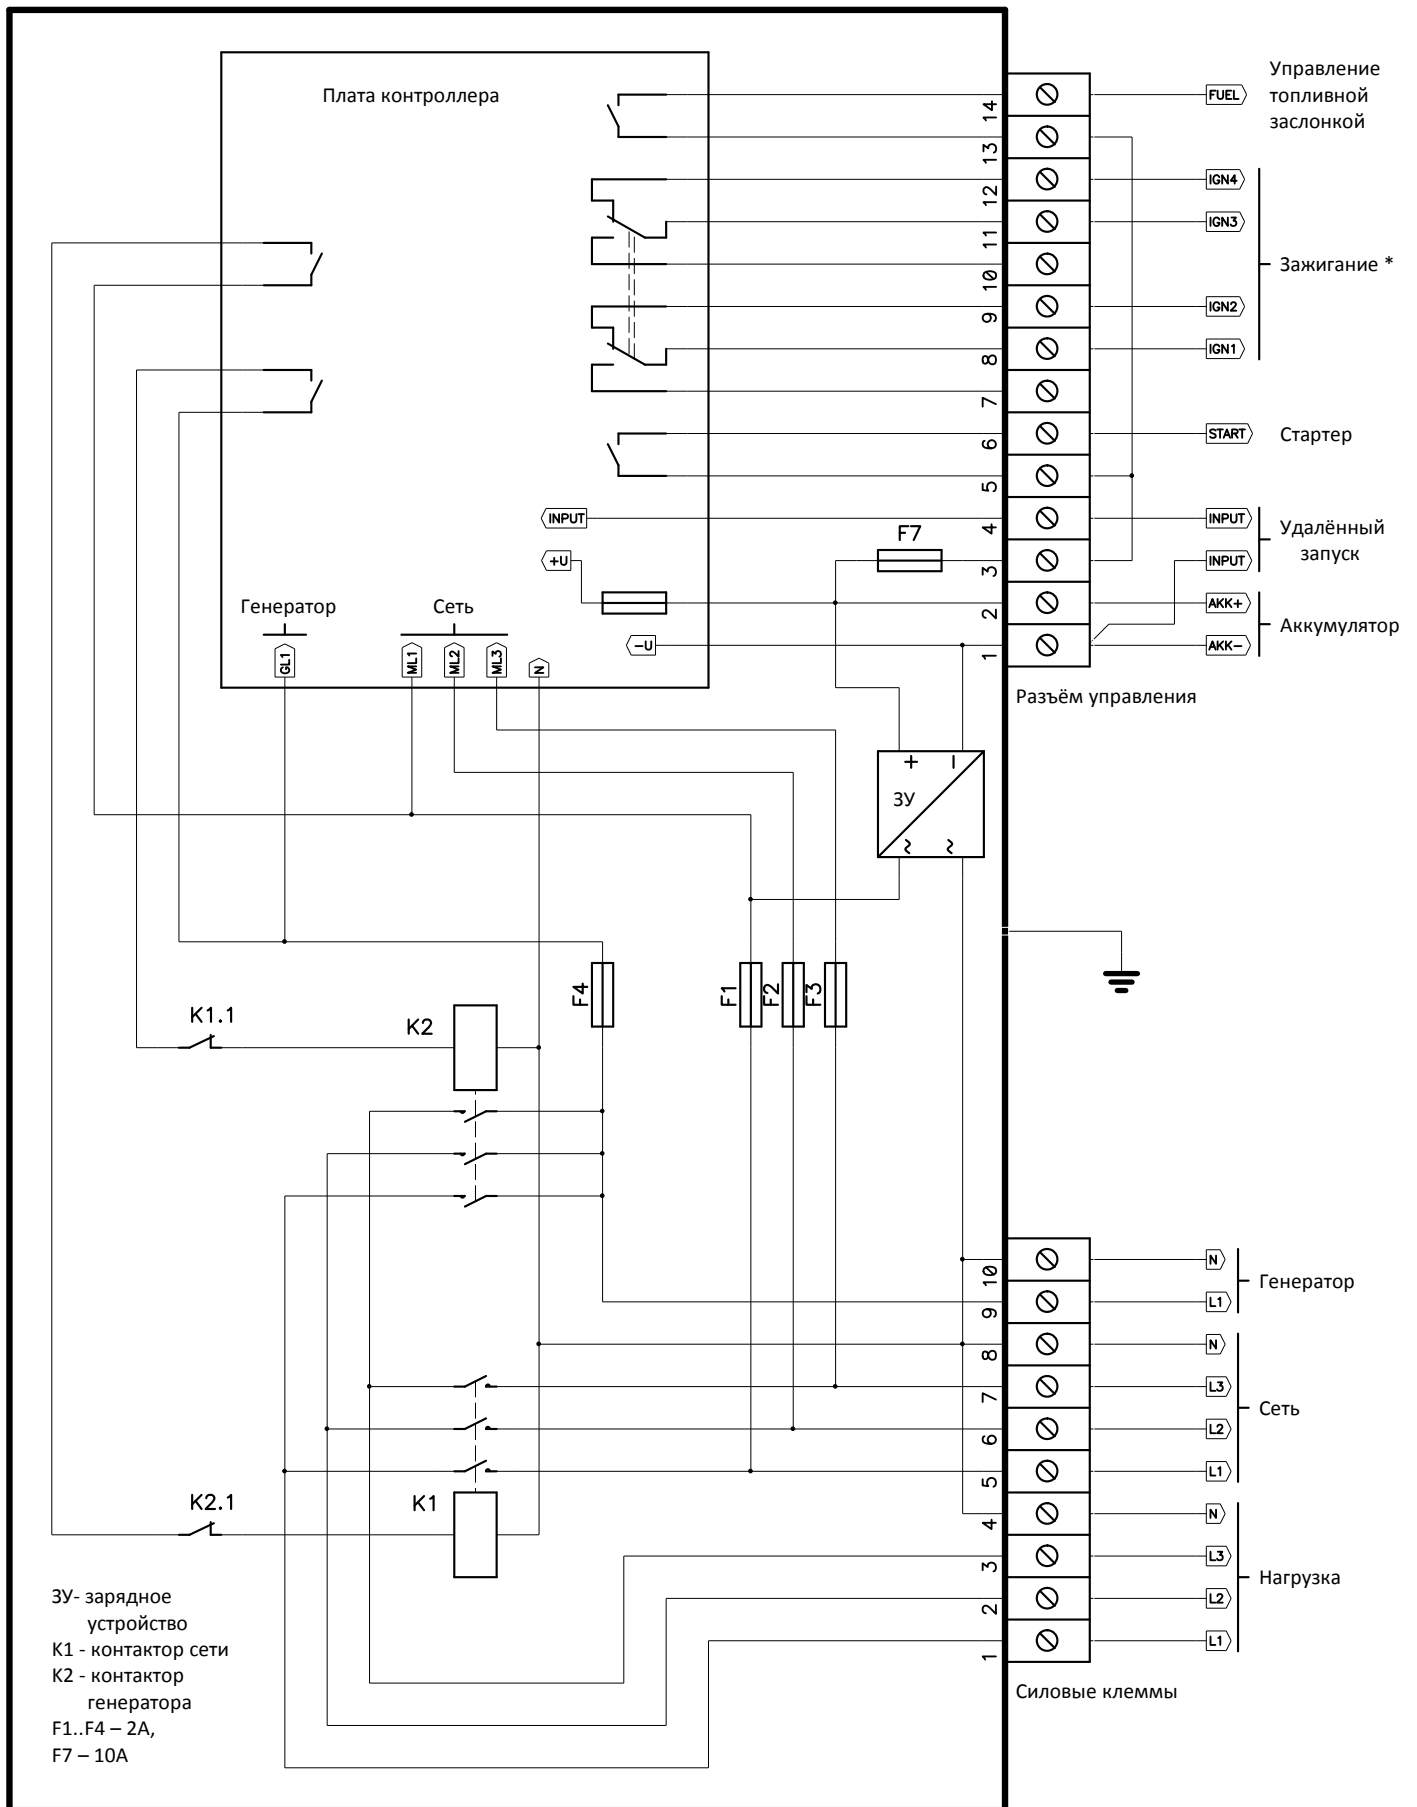 Плата контроллера
Генератор
Сеть
GL1
ML1
ML2
ML3
N
INPUT
+U
-U
F7
14
13
12
11
10
9
8
7
6
5
4
3
2
1
FUEL
Управление
топливной
заслонкой
IGN4
IGN3
IGN2
IGN1
Зажигание *
START
Стартер
INPUT
INPUT
Удалённый
запуск
AKK+
AKK-
Аккумулятор
Разъём управления
+
–
ЗУ
~
~
F4
F1
F2
F3
K1.1
K2
K2.1
K1
10
9
8
7
6
5
4
3
2
1
N
L1
Генератор
N
L3
L2
L1
Сеть
N
L3
L2
L1
Нагрузка
Силовые клеммы
ЗУ- зарядное
устройство
К1 - контактор сети
К2 - контактор
генератора
F1..F4 – 2А,
F7 – 10А